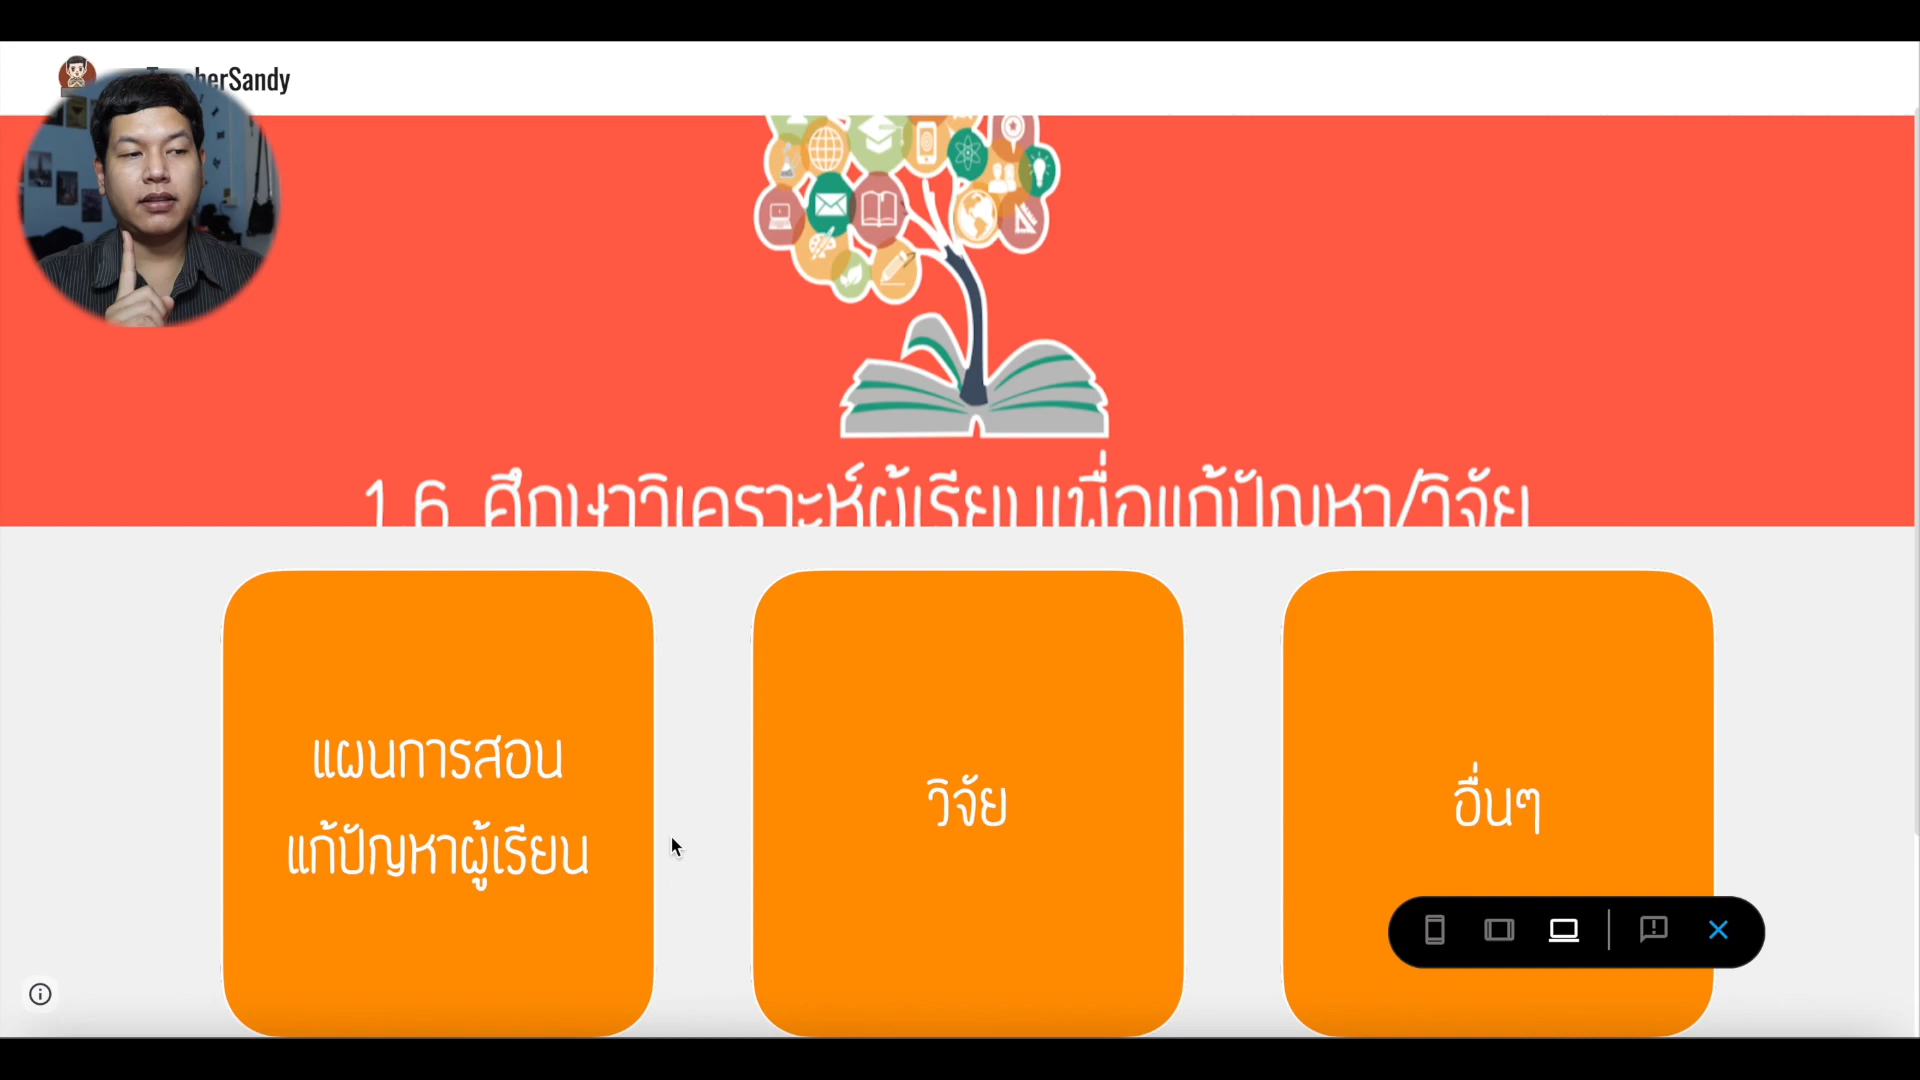 TeacherSandy
1.6 ศึกษาวิเคราะห์ผู้เรียนเพื่อแก้ปัญหา/วิจัย
แผนการสอน
แก้ปัญหาผู้เรียน
วิจัย
อื่นๆ